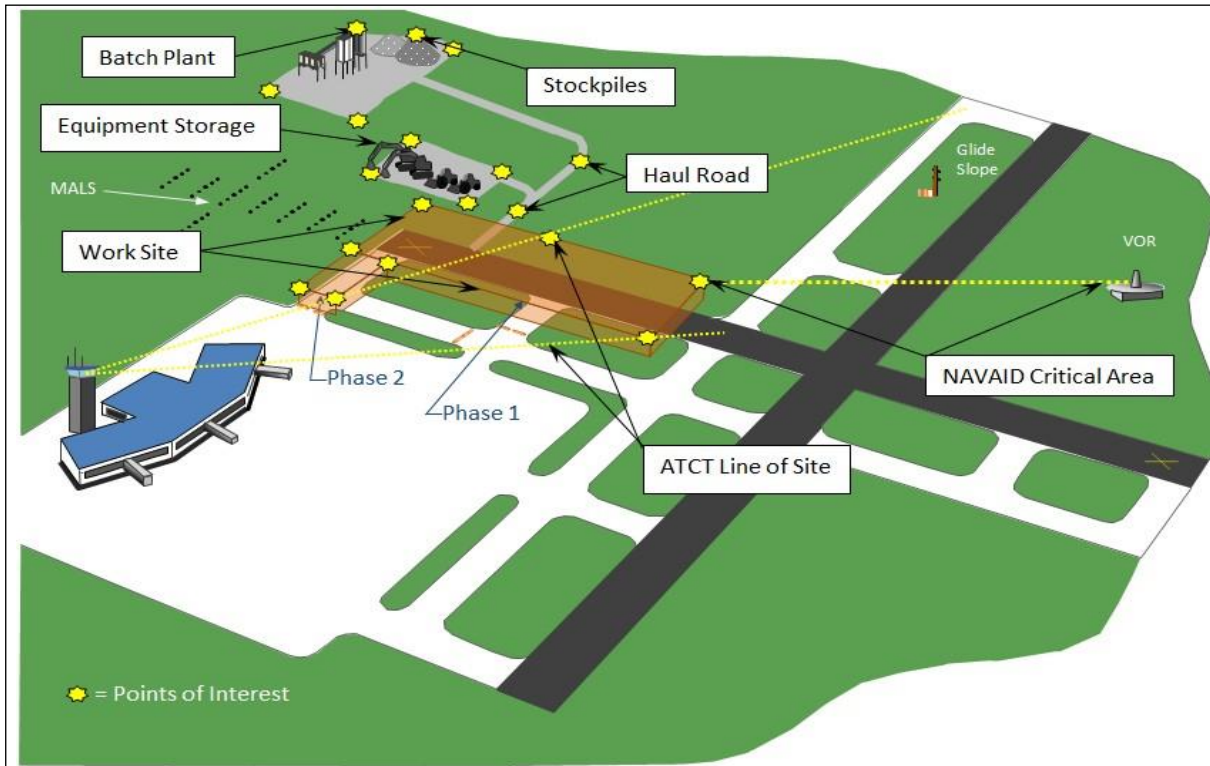 Batch Plant
Stockpiles
Equipment Storage
MALS
Haul Road
Glide
Slope
Work Site
VOR
Phase 2
Phase 1
NAVAID Critical Area
ATCT Line of Site
= Points of Interest